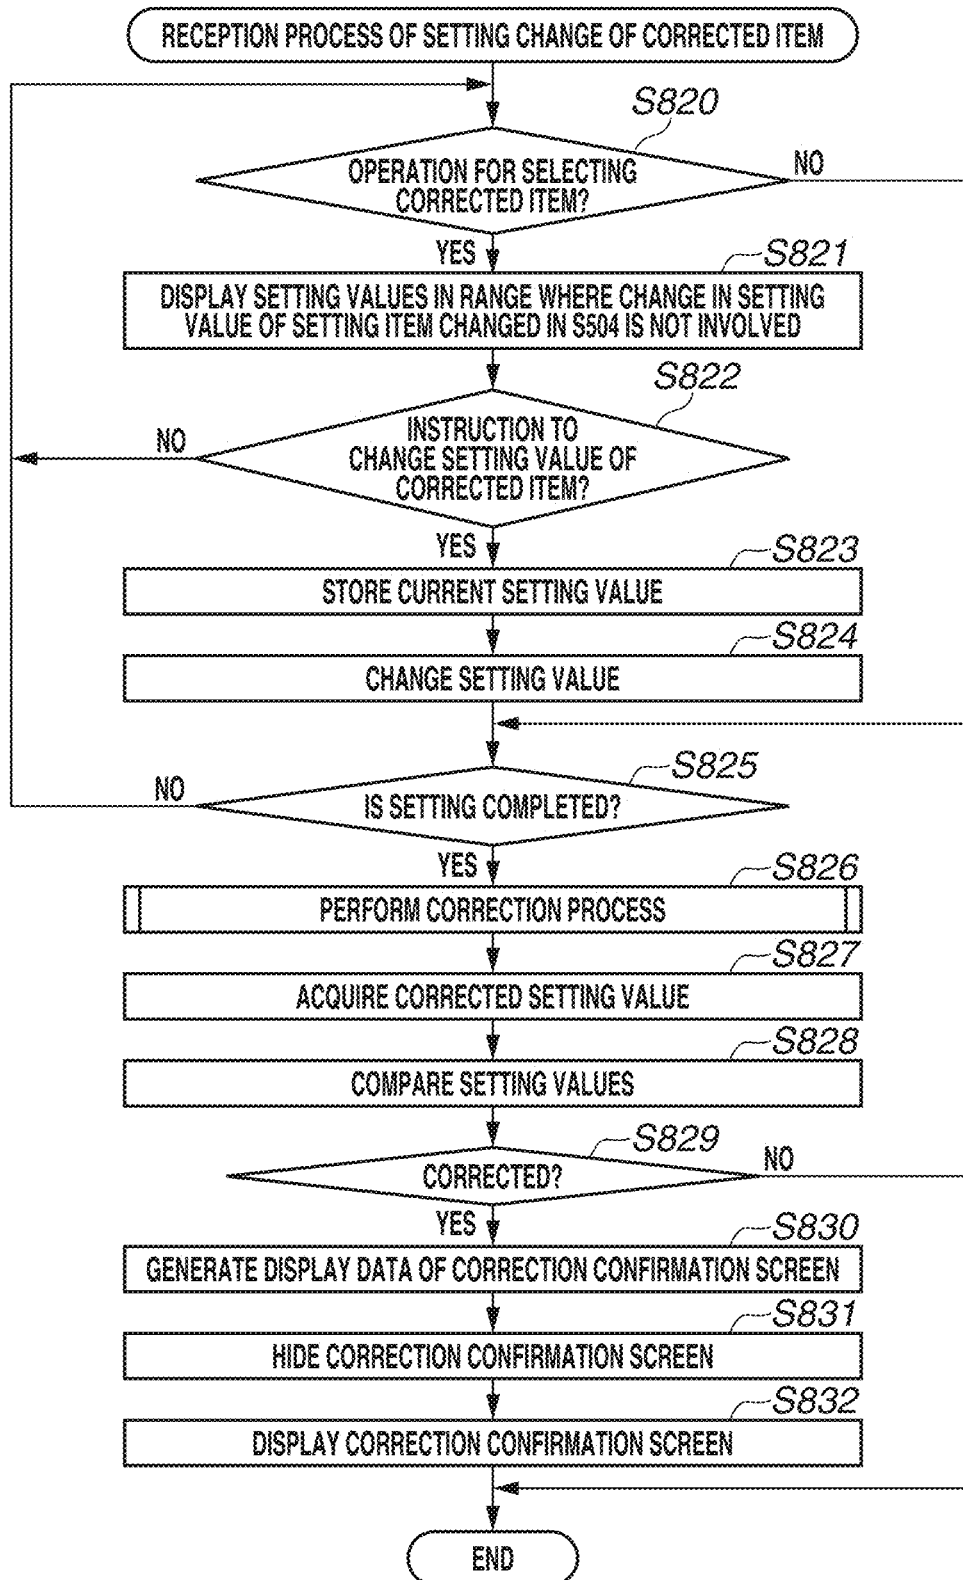 RECEPTION PROCESS OF SETTING CHANGE OF CORRECTED ITEM
S820
OPERATION FOR SELECTING
CORRECTED ITEM?
NO
YES
S821
DISPLAY SETTING VALUES IN RANGE WHERE CHANGE IN SETTING
VALUE OF SETTING ITEM CHANGED IN S504 IS NOT INVOLVED
S822
INSTRUCTION TO
CHANGE SETTING VALUE OF
CORRECTED ITEM?
NO
YES
S823
STORE CURRENT SETTING VALUE
S824
CHANGE SETTING VALUE
S825
IS SETTING COMPLETED?
NO
YES
S826
PERFORM CORRECTION PROCESS
S827
ACQUIRE CORRECTED SETTING VALUE
S828
COMPARE SETTING VALUES
S829
CORRECTED?
NO
YES
S830
GENERATE DISPLAY DATA OF CORRECTION CONFIRMATION SCREEN
S831
HIDE CORRECTION CONFIRMATION SCREEN
S832
DISPLAY CORRECTION CONFIRMATION SCREEN
END